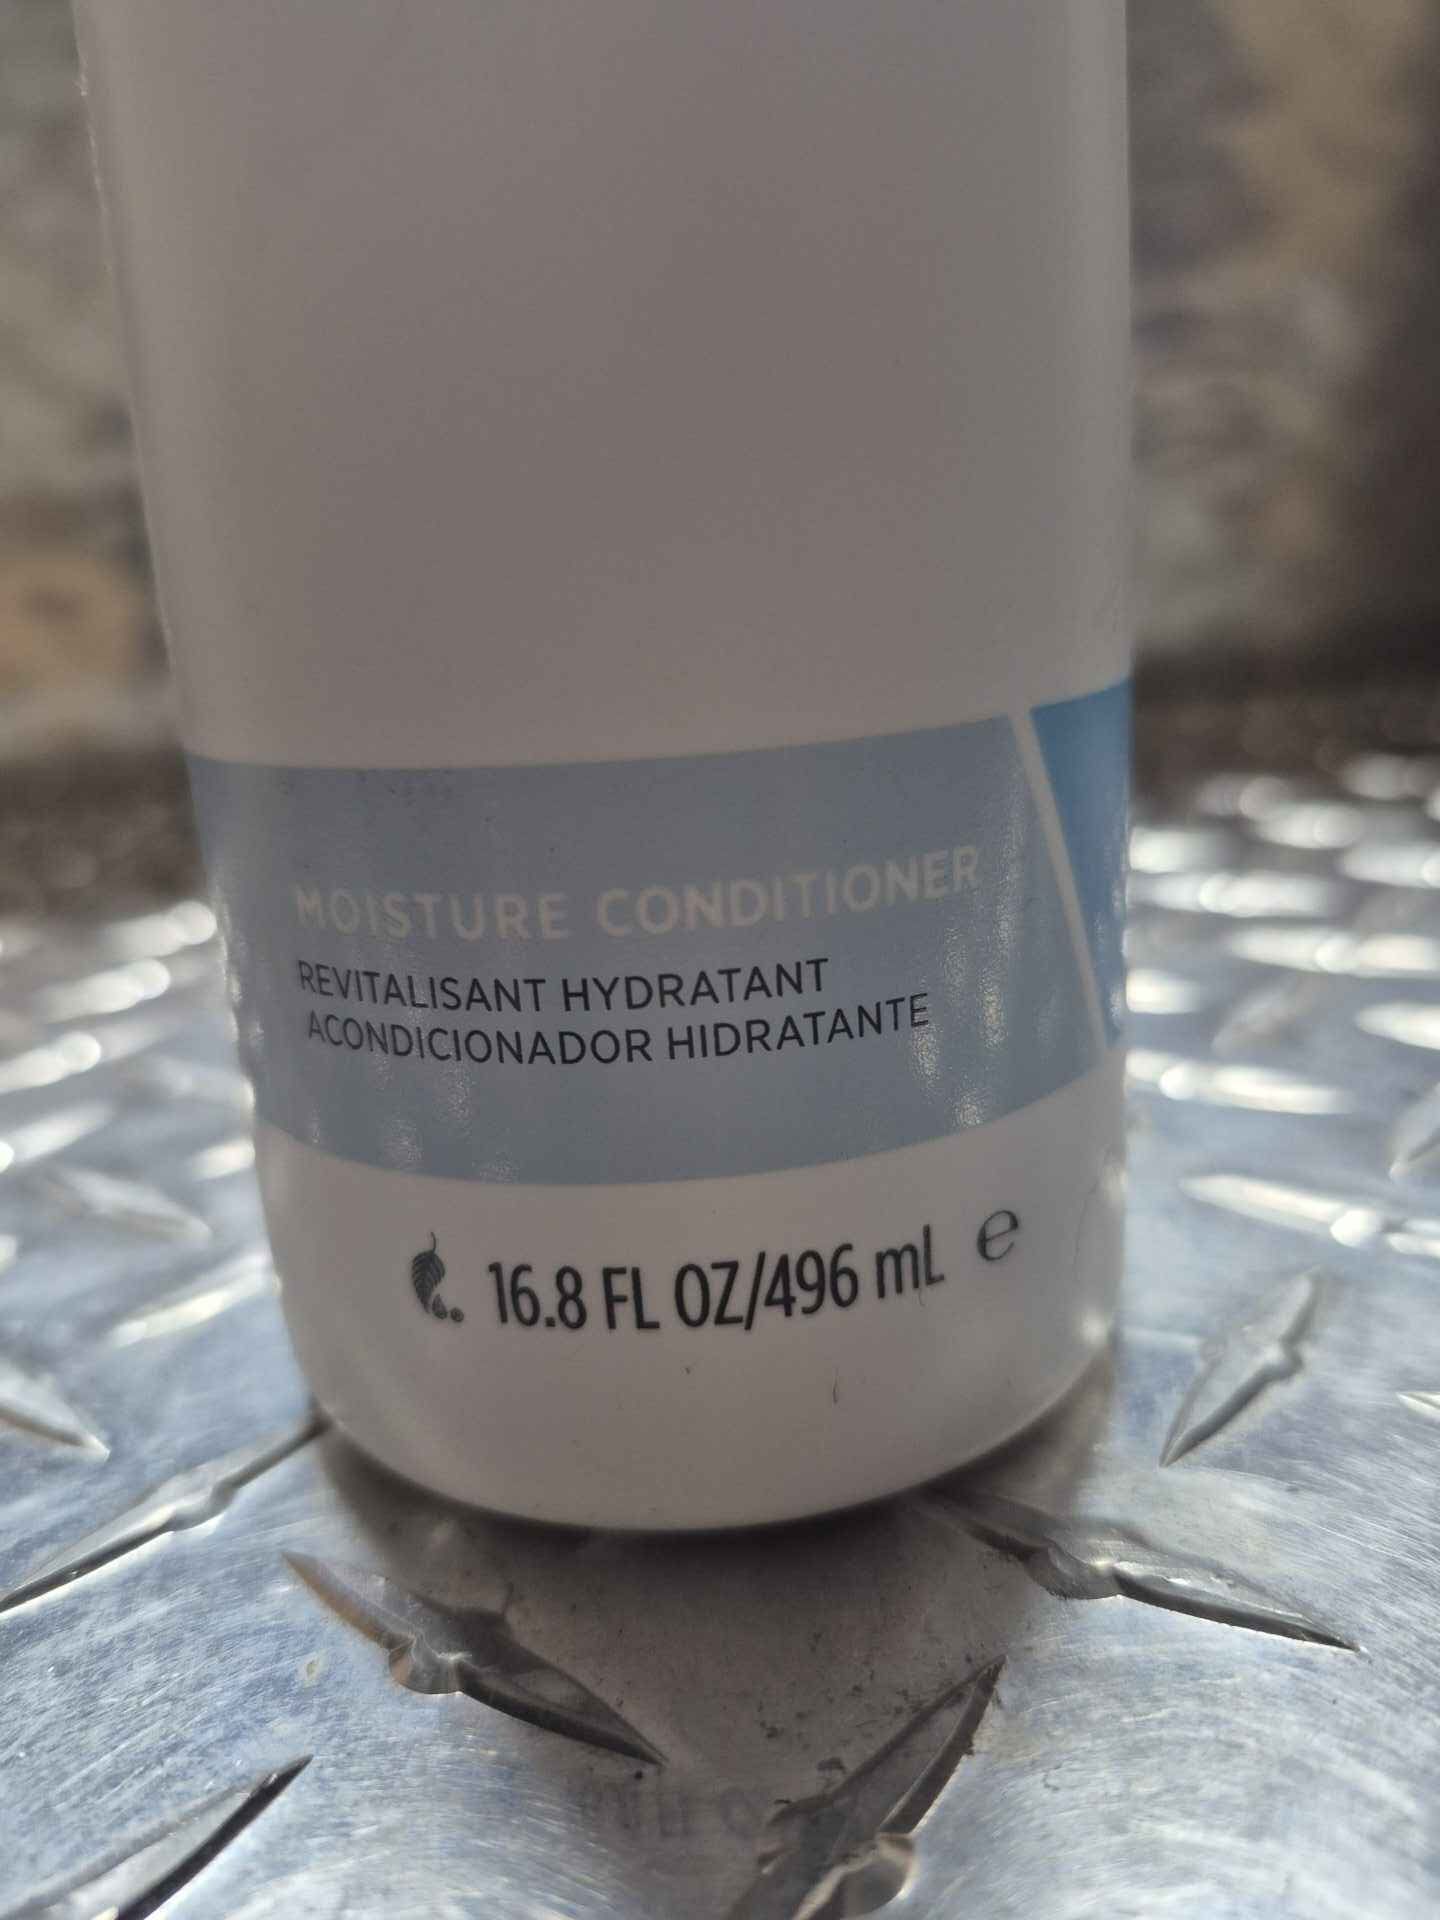 MOISTURE CONDITIONER
REVITALISANT HYDRATANT
ACONDICIONADOR HIDRATANTE
16.8 FL OZ/496 mL ℮